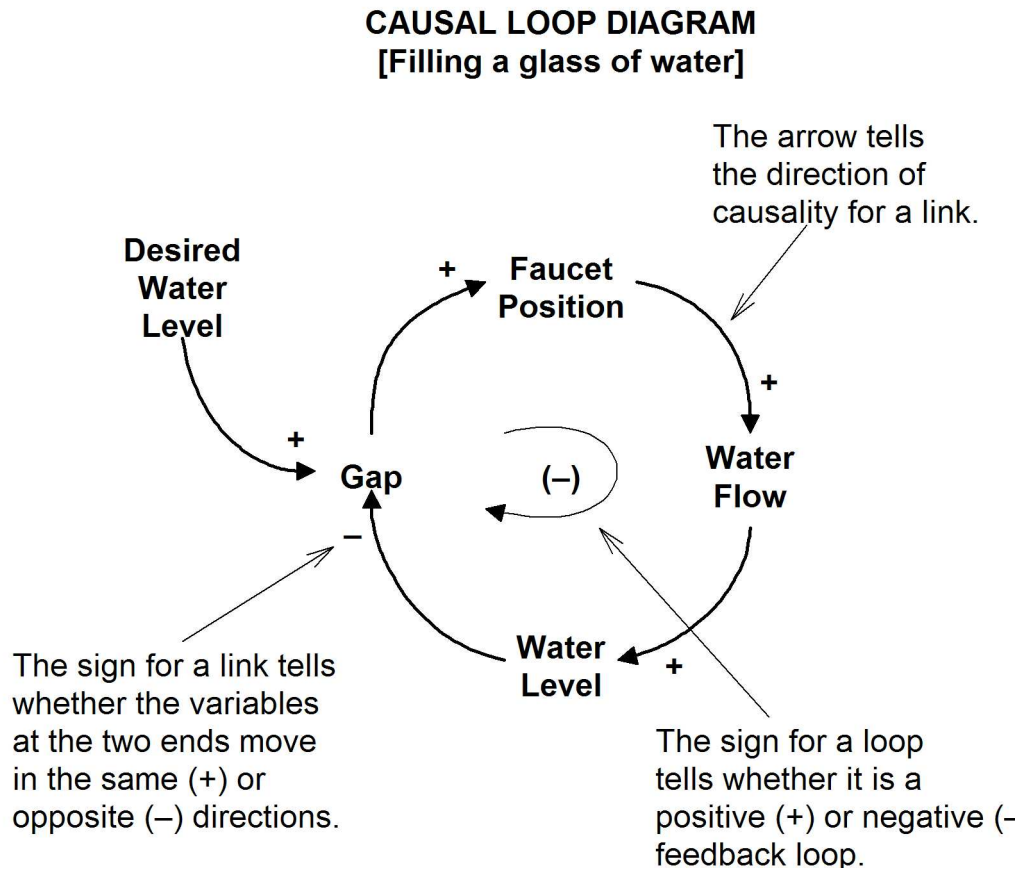 CAUSAL LOOP DIAGRAM
[Filling a glass of water]
The arrow tells
the direction of
causality for a link.
Desired
Water
Level
+
Faucet
Position
+
+
Gap
(–)
Water
Flow
–
Water
Level
+
The sign for a link tells
whether the variables
at the two ends move
in the same (+) or
opposite (–) directions.
The sign for a loop
tells whether it is a
positive (+) or negative (–
feedback loop.